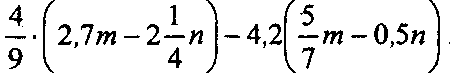 4/9 · (2,7m − 2 1/4 n) − 4,2(5/7 m − 0,5n).